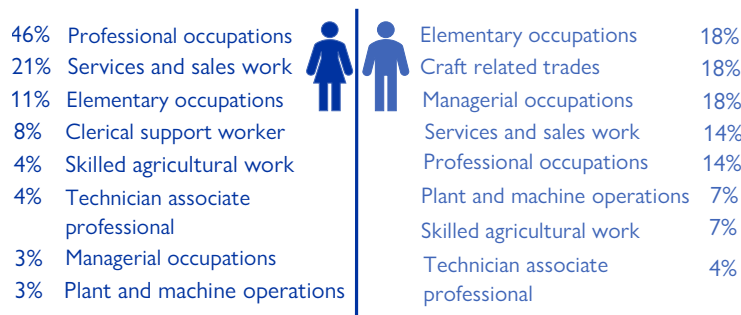 46% Professional occupations
21% Services and sales work
11% Elementary occupations
8% Clerical support worker
4% Skilled agricultural work
4% Technician associate
professional
3% Managerial occupations
3% Plant and machine operations
Elementary occupations 18%
Craft related trades 18%
Managerial occupations 18%
Services and sales work 14%
Professional occupations 14%
Plant and machine operations 7%
Skilled agricultural work 7%
Technician associate 4%
professional